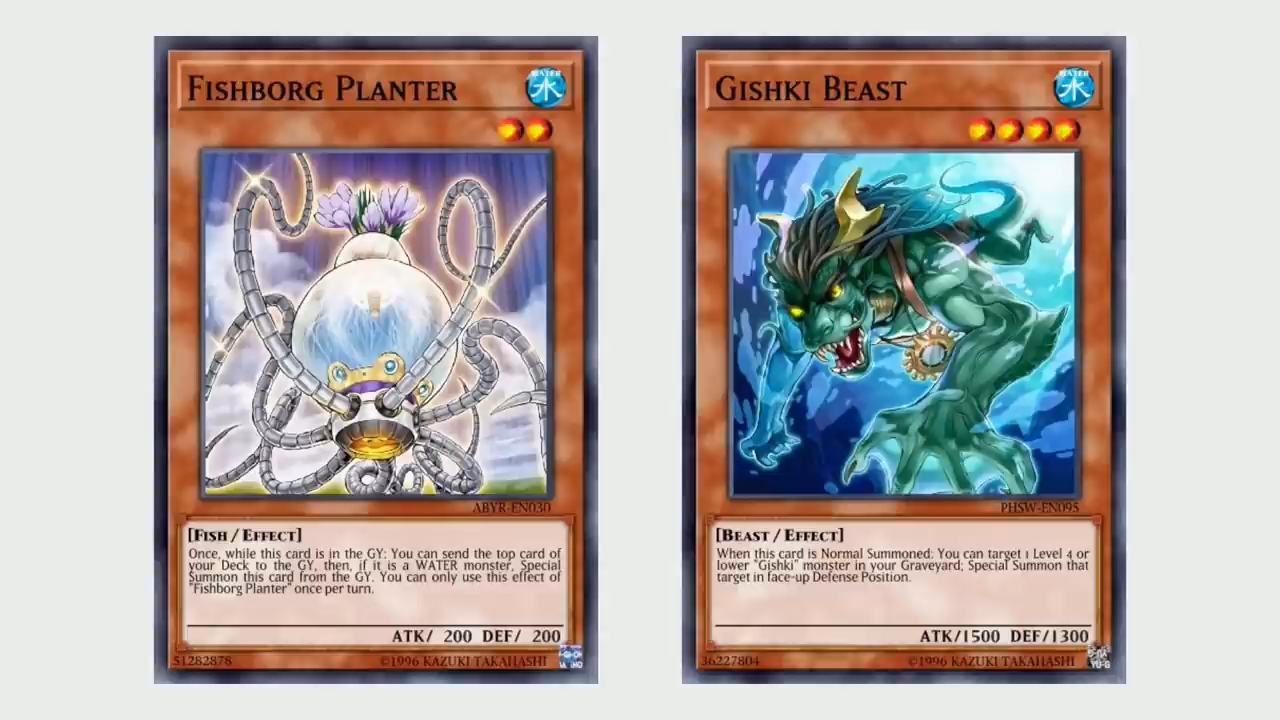 FISHBORG PLANTER
WATER
水
ABYR-EN030
[FISH / EFFECT]
Once, while this card is in the GY: You can send the top card of
your Deck to the GY, then, if it is a WATER monster, Special
Summon this card from the GY. You can only use this effect of
"Fishborg Planter" once per turn.
ATK/ 200 DEF/ 200
51282878
©1996 KAZUKI TAKAHASHI
GISHKI BEAST
WATER
水
PHSW-EN095
[BEAST / EFFECT]
When this card is Normal Summoned: You can target 1 Level 4 or
lower "Gishki" monster in your Graveyard; Special Summon that
target in face-up Defense Position.
ATK/1500 DEF/1300
36227804
©1996 KAZUKI TAKAHASHI